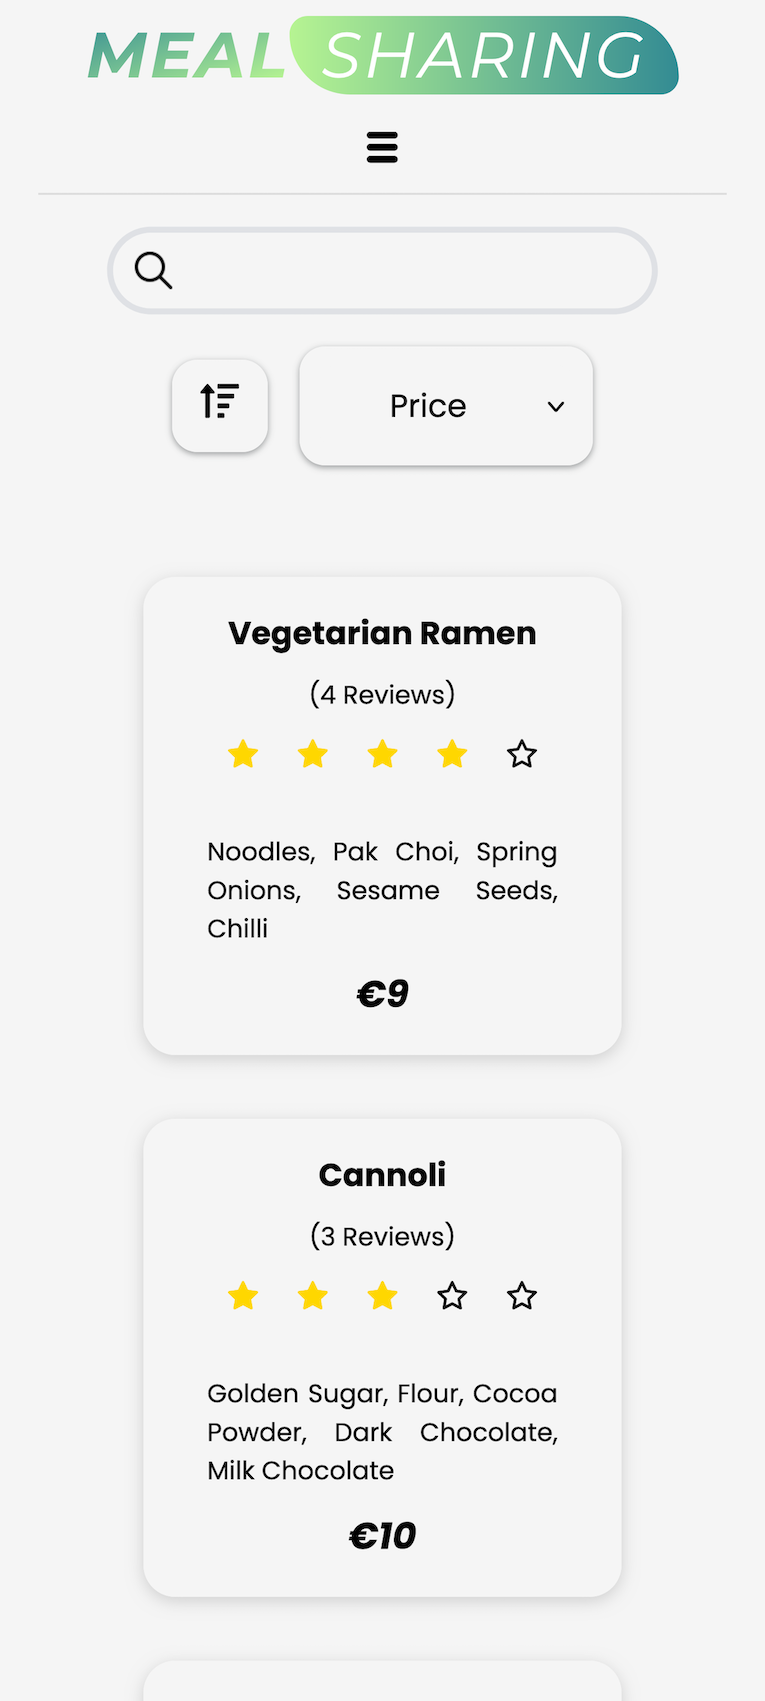 MEAL SHARING
Price
Vegetarian Ramen
(4 Reviews)
Noodles, Pak Choi, Spring
Onions, Sesame Seeds,
Chilli
€9
Cannoli
(3 Reviews)
Golden Sugar, Flour, Cocoa
Powder, Dark Chocolate,
Milk Chocolate
€10